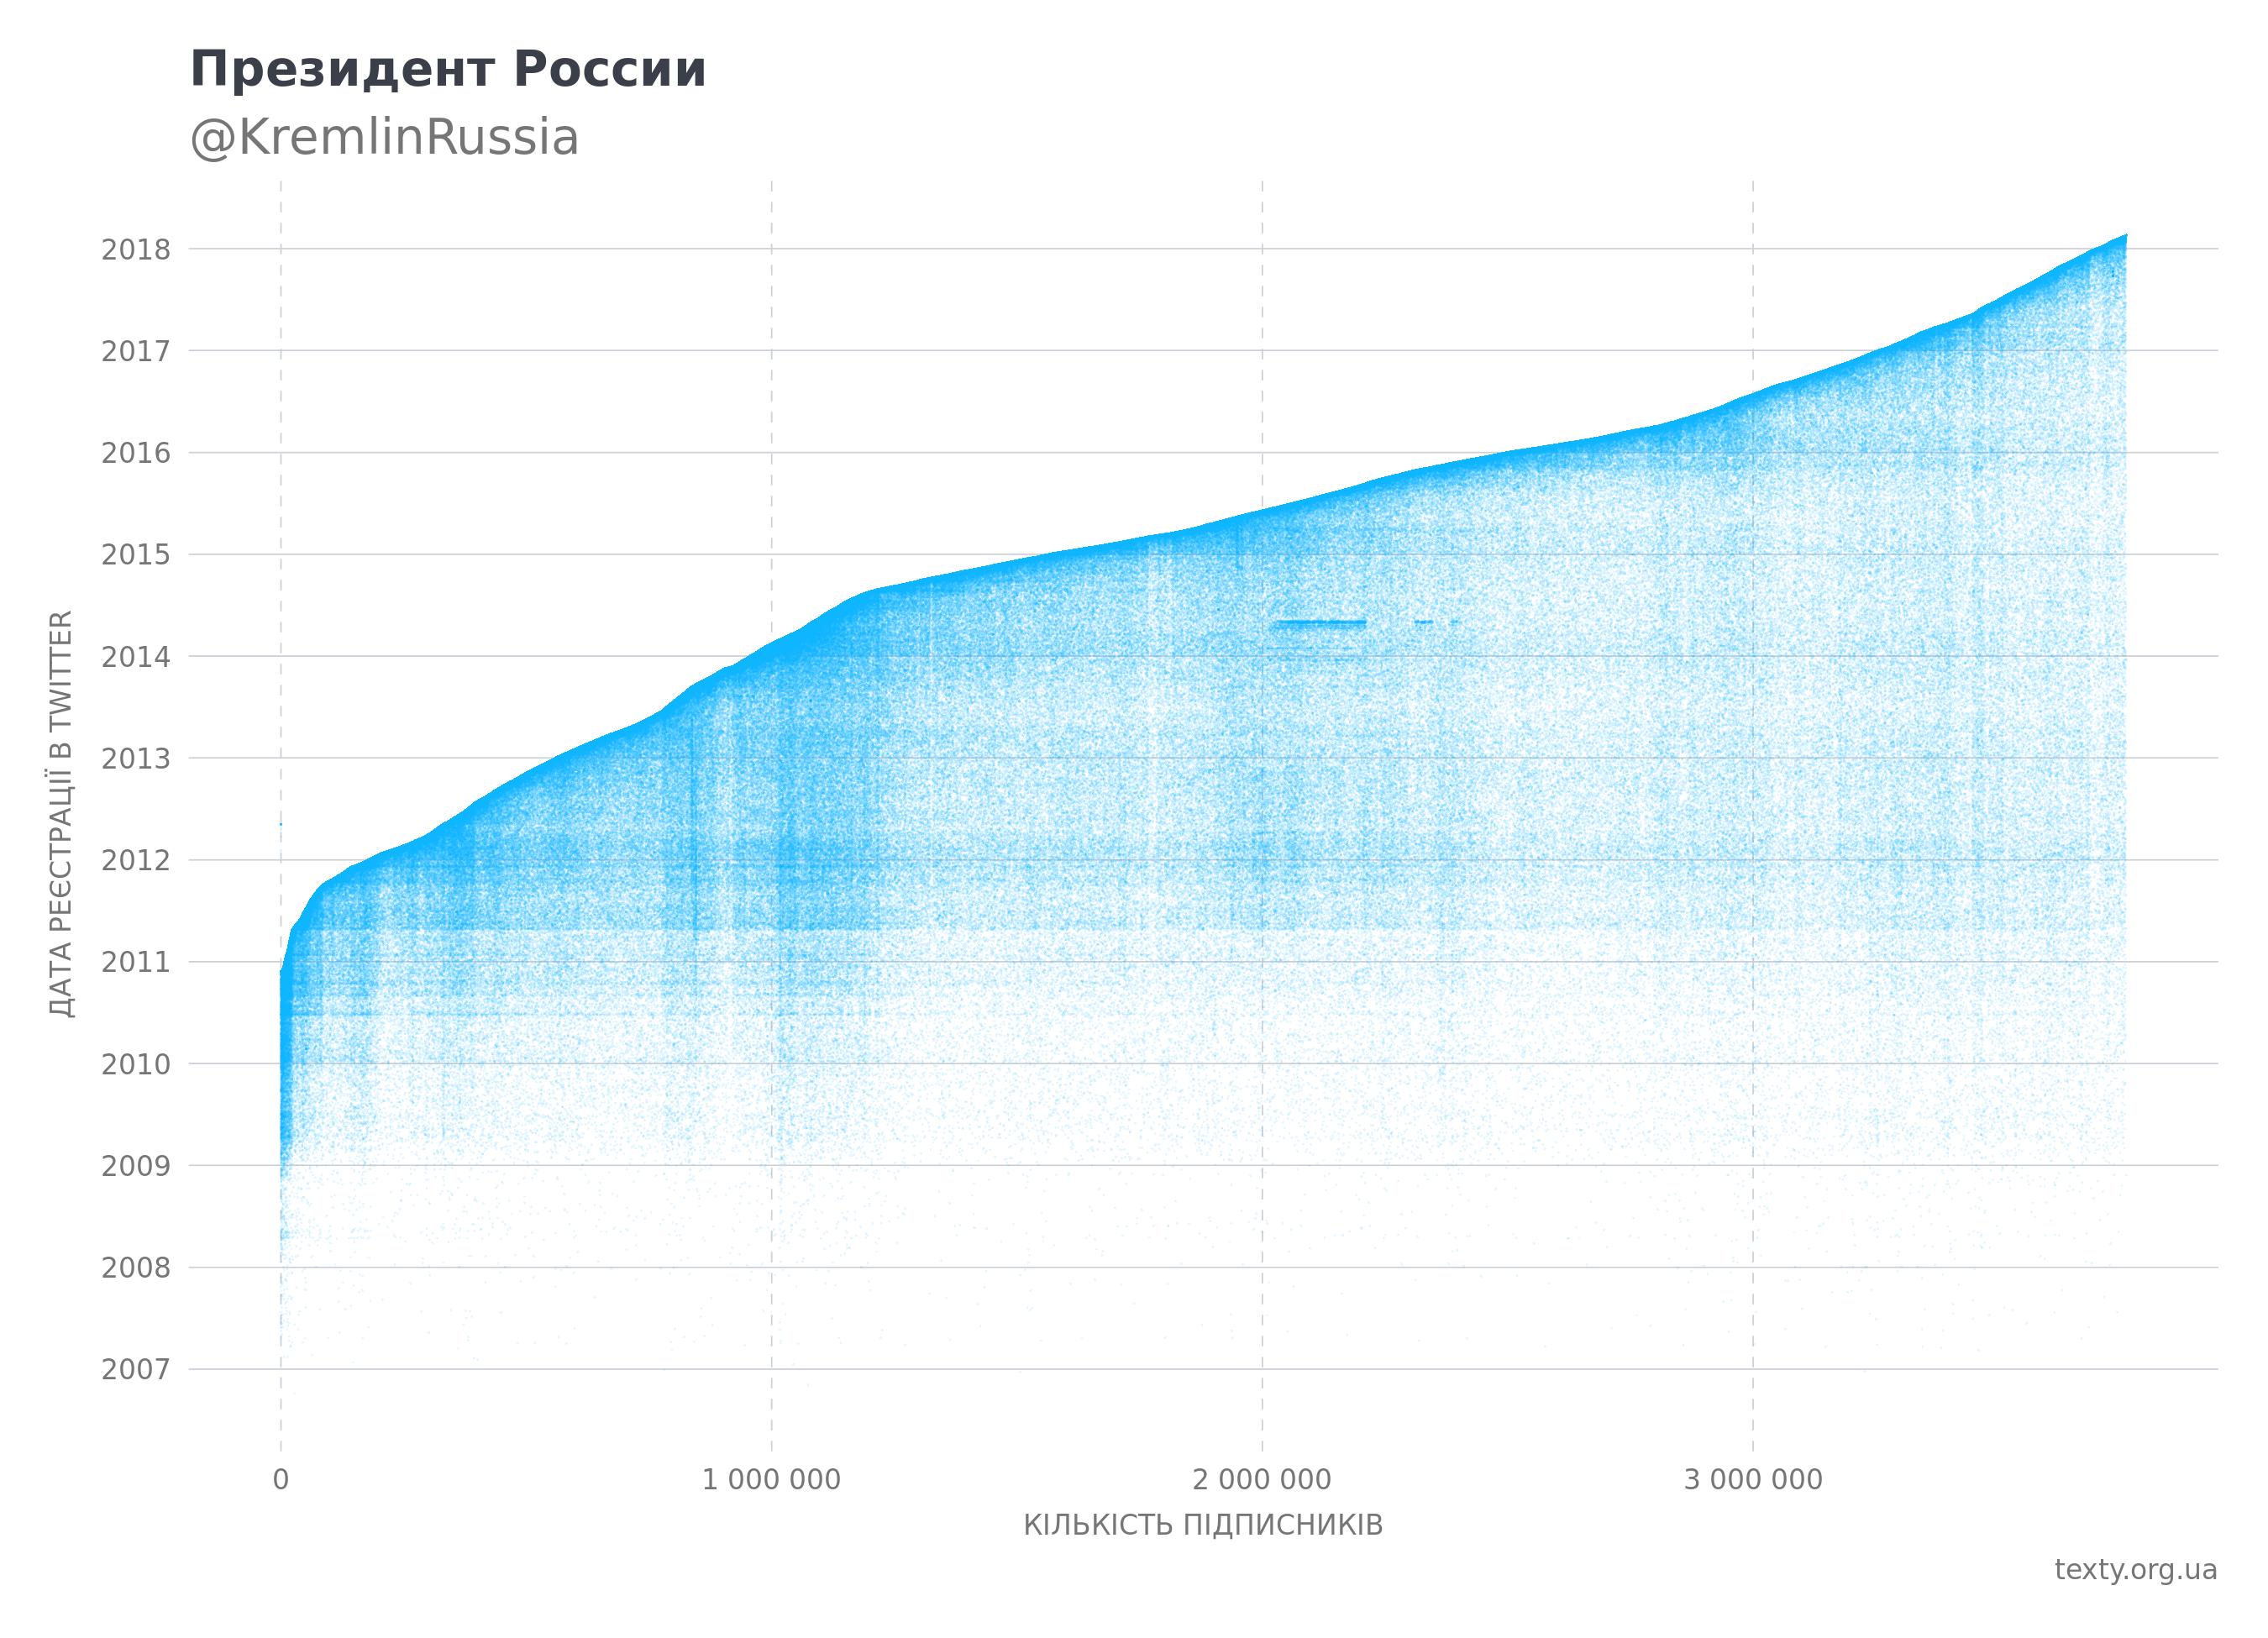 Президент России
@KremlinRussia
2018
2017
2016
2015
2014
2013
2012
2011
2010
2009
2008
2007
ДАТА РЕЄСТРАЦІЇ В TWITTER
0
1 000 000
2 000 000
3 000 000
КІЛЬКІСТЬ ПІДПИСНИКІВ
texty.org.ua